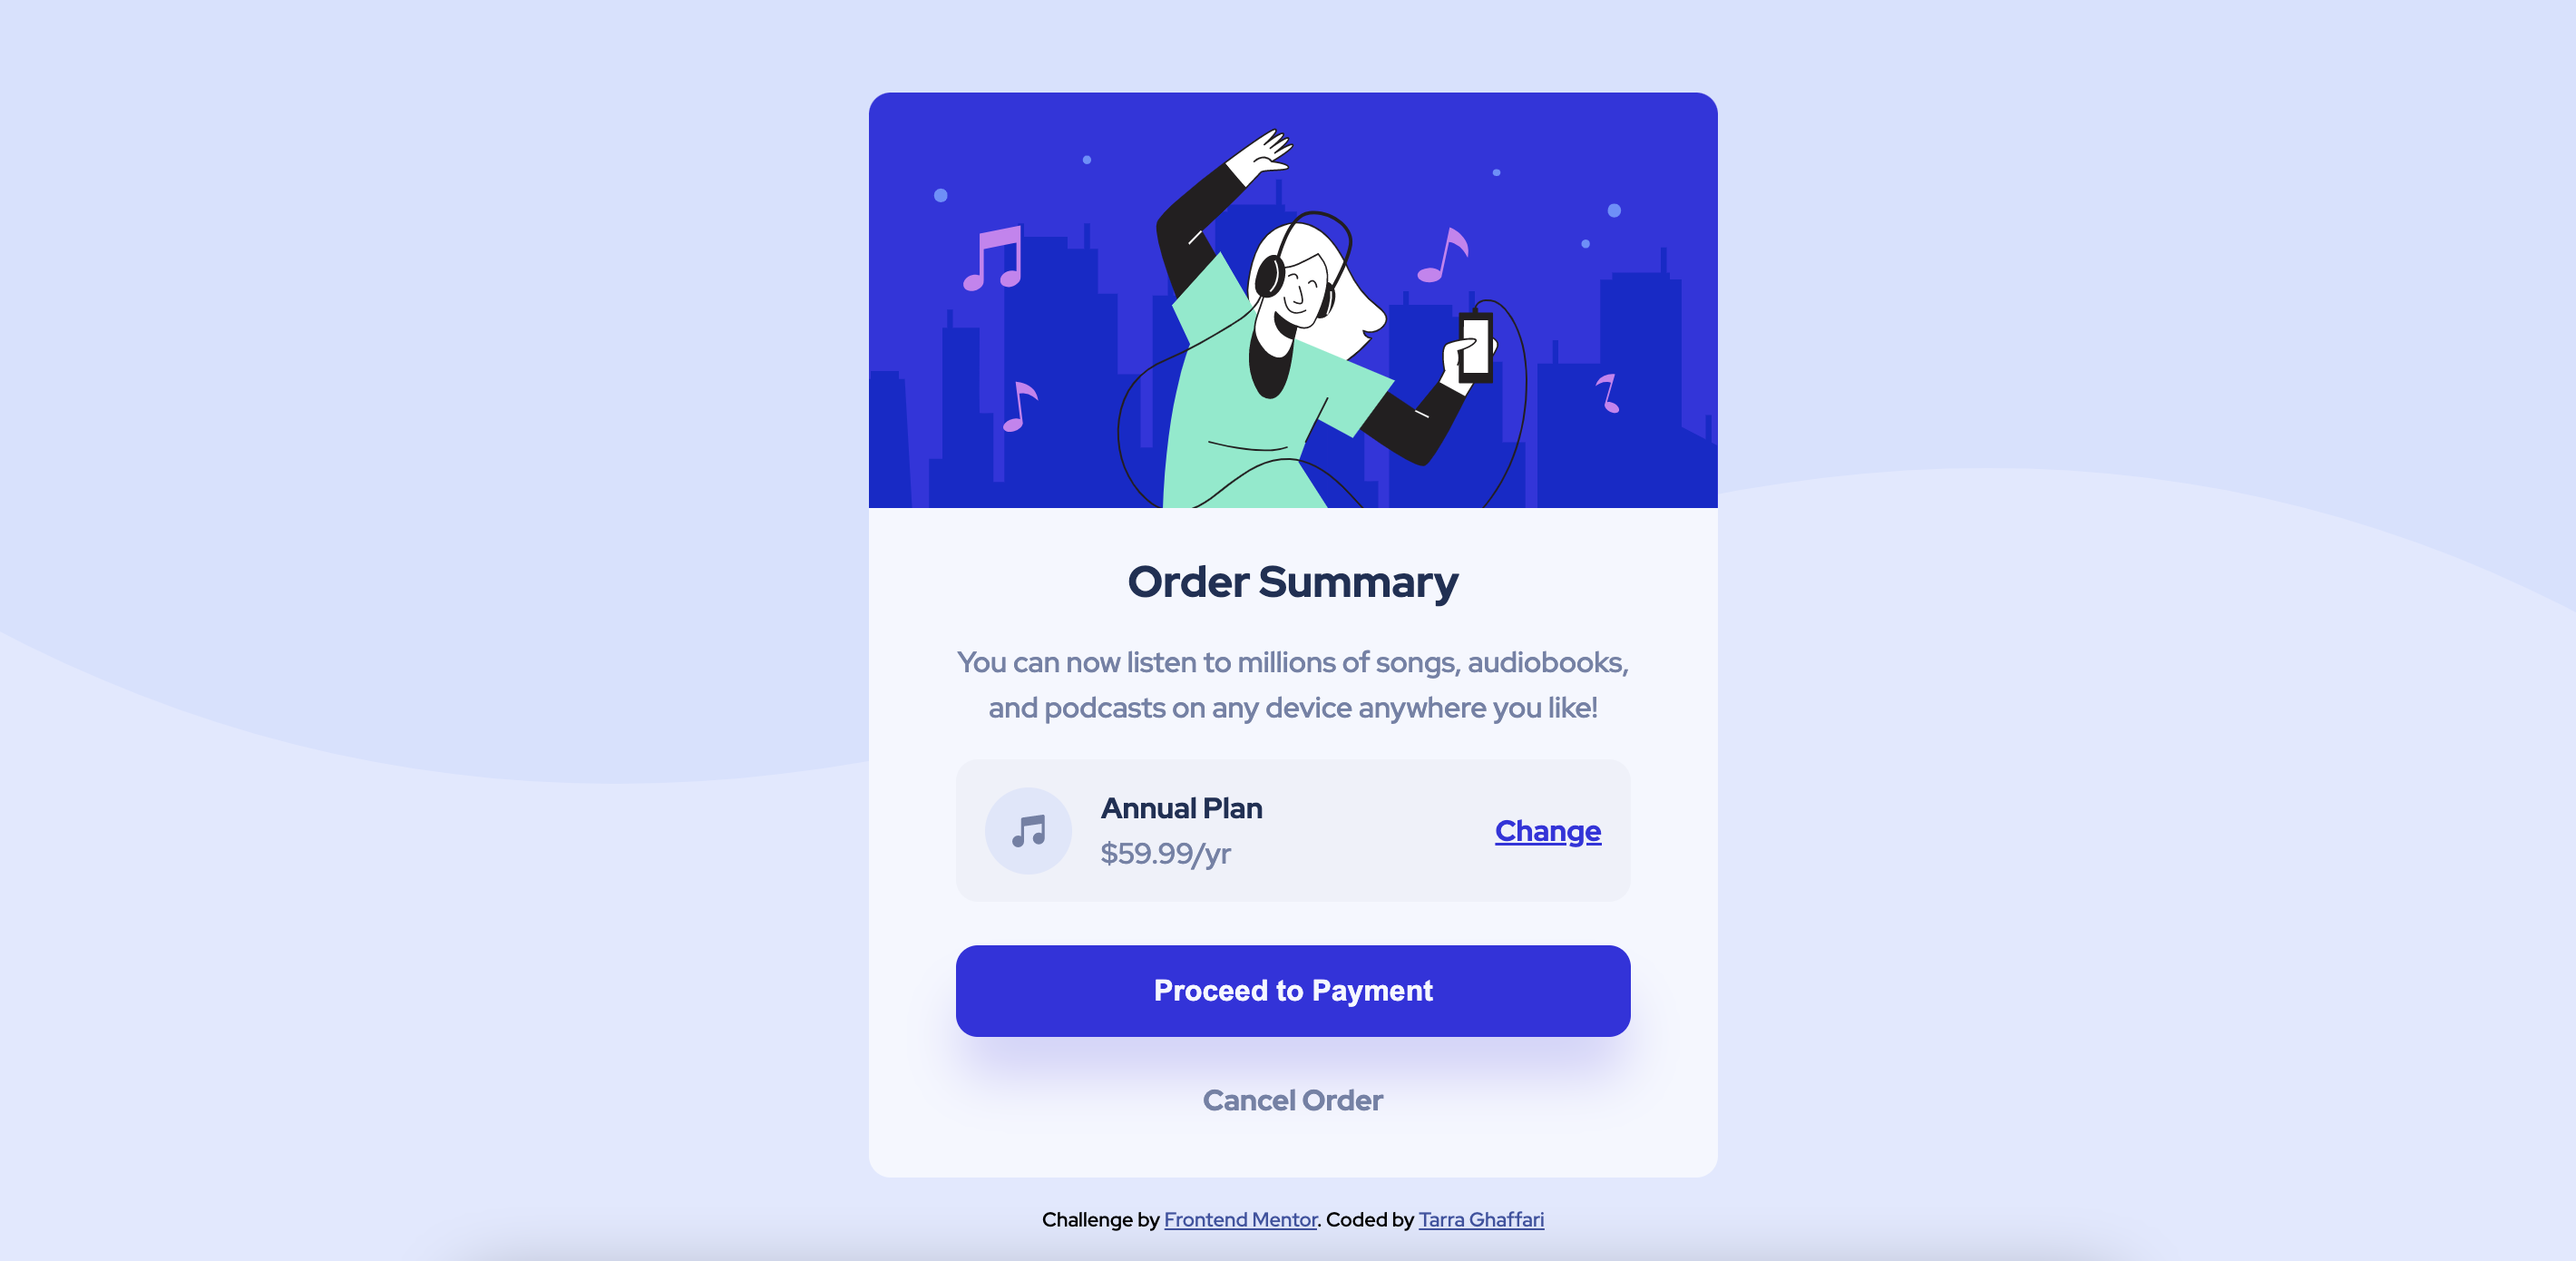 Order Summary
You can now listen to millions of songs, audiobooks,
and podcasts on any device anywhere you like!
Annual Plan
$59.99/yr
Change
Proceed to Payment
Cancel Order
Challenge by Frontend Mentor. Coded by Tarra Ghaffari